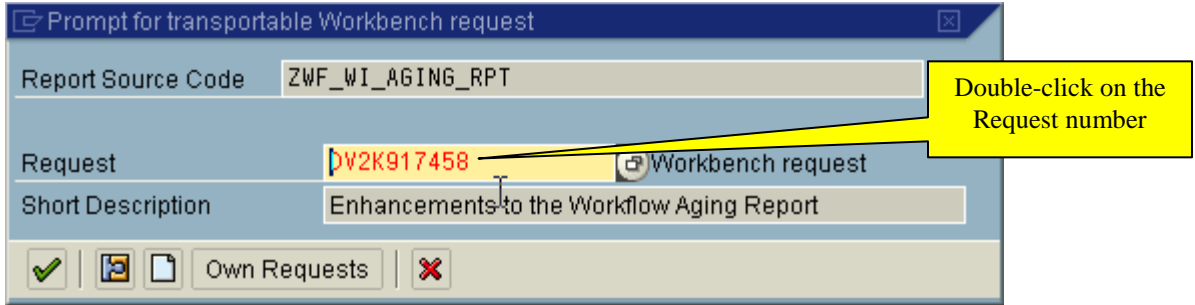 Prompt for transportable Workbench request
Report Source Code ZWF_WI_AGING_RPT
Double-click on the
Request number
Request DV2K917458 Workbench request
Short Description Enhancements to the Workflow Aging Report
Own Requests